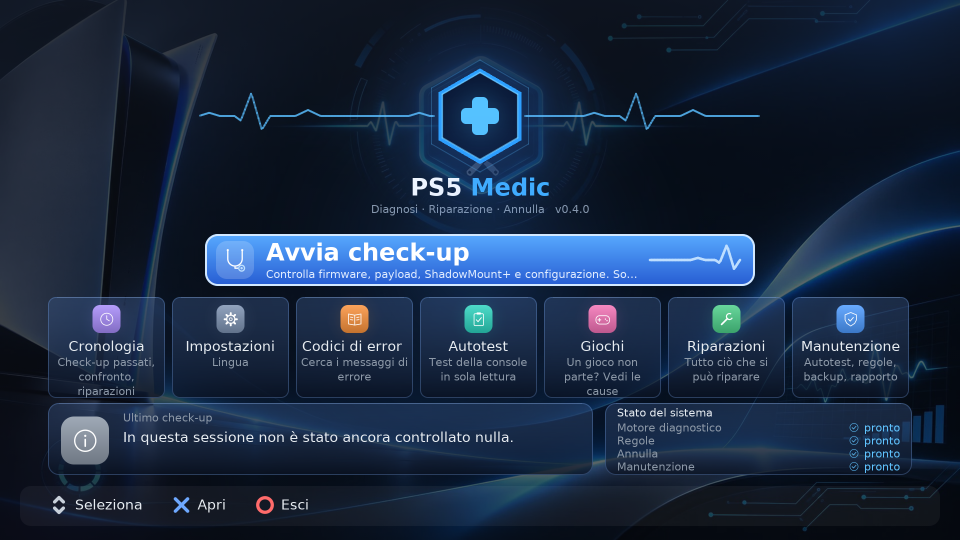 PS5 Medic
Diagnosi · Riparazione · Annulla v0.4.0
Avvia check-up
Controlla firmware, payload, ShadowMount+ e configurazione. So...
Cronologia
Check-up passati,
confronto,
riparazioni
Impostazioni
Lingua
Codici di error
Cerca i messaggi di
errore
Autotest
Test della console
in sola lettura
Giochi
Un gioco non
parte? Vedi le
cause
Riparazioni
Tutto ciò che si
può riparare
Manutenzione
Autotest, regole,
backup, rapporto
Ultimo check-up
In questa sessione non è stato ancora controllato nulla.
Stato del sistema
Motore diagnostico pronto
Regole pronto
Annulla pronto
Manutenzione pronto
Seleziona Apri Esci